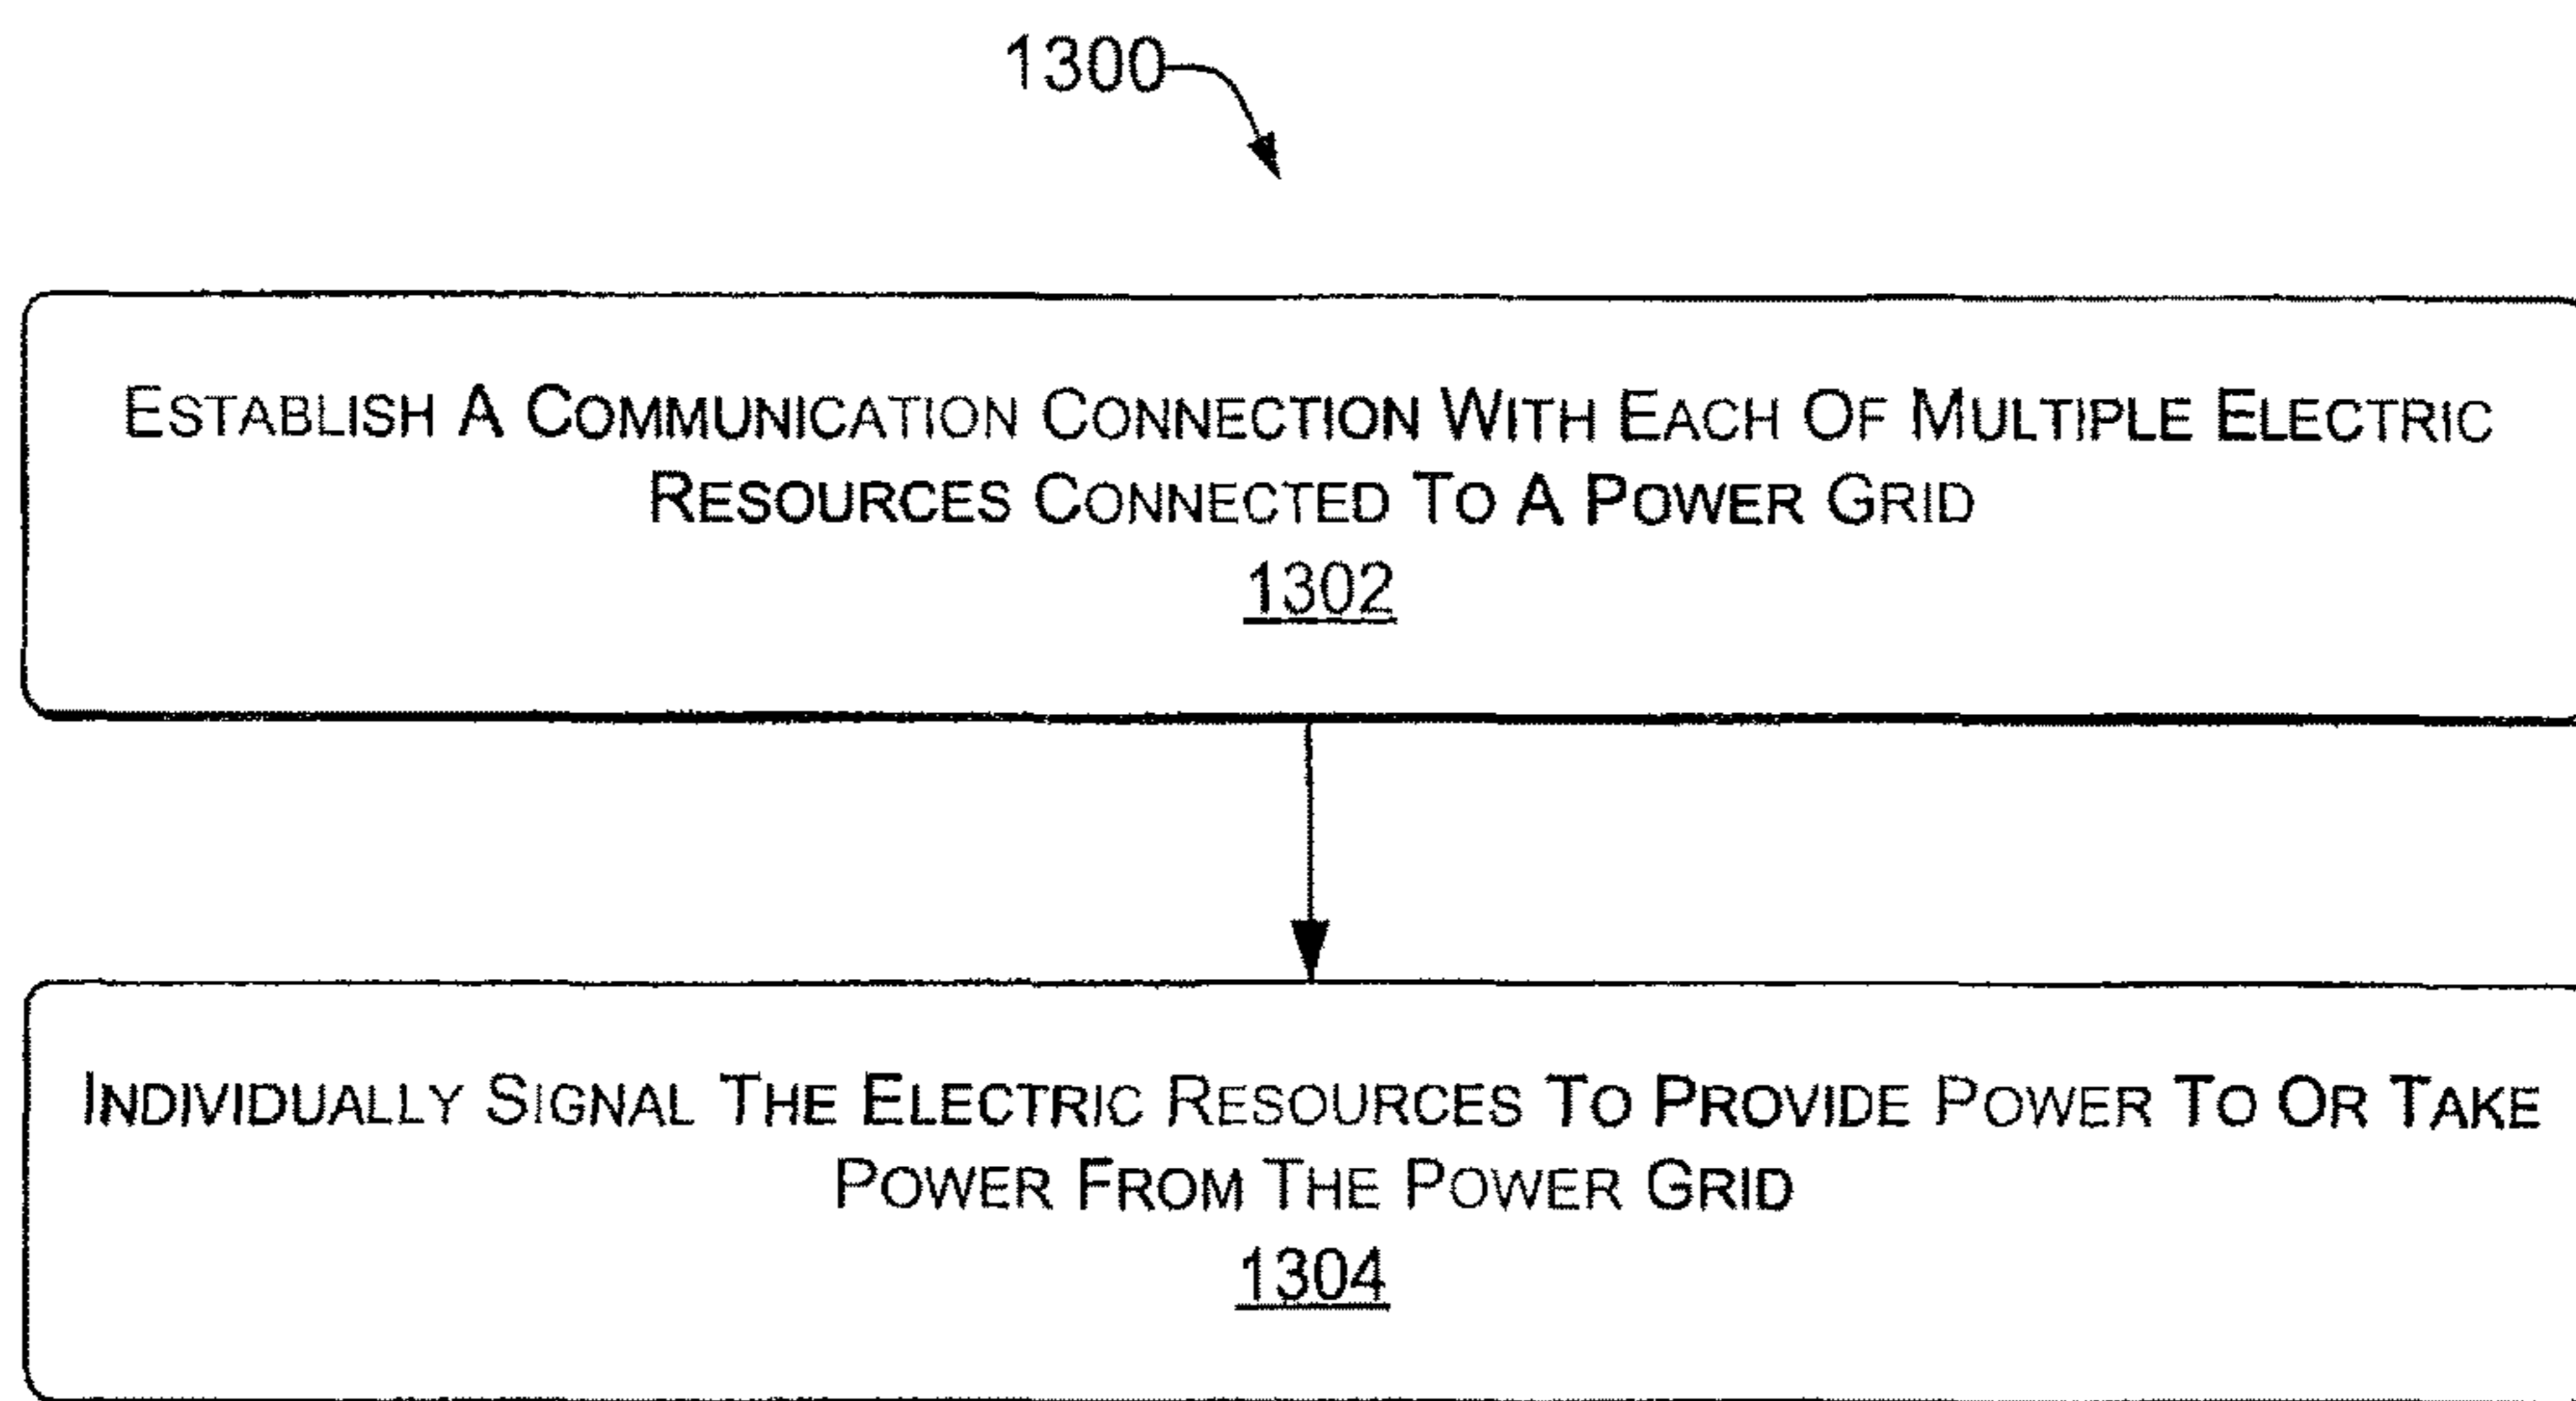 1300
ESTABLISH A COMMUNICATION CONNECTION WITH EACH OF MULTIPLE ELECTRIC
RESOURCES CONNECTED TO A POWER GRID
1302
INDIVIDUALLY SIGNAL THE ELECTRIC RESOURCES TO PROVIDE POWER TO OR TAKE
POWER FROM THE POWER GRID
1304